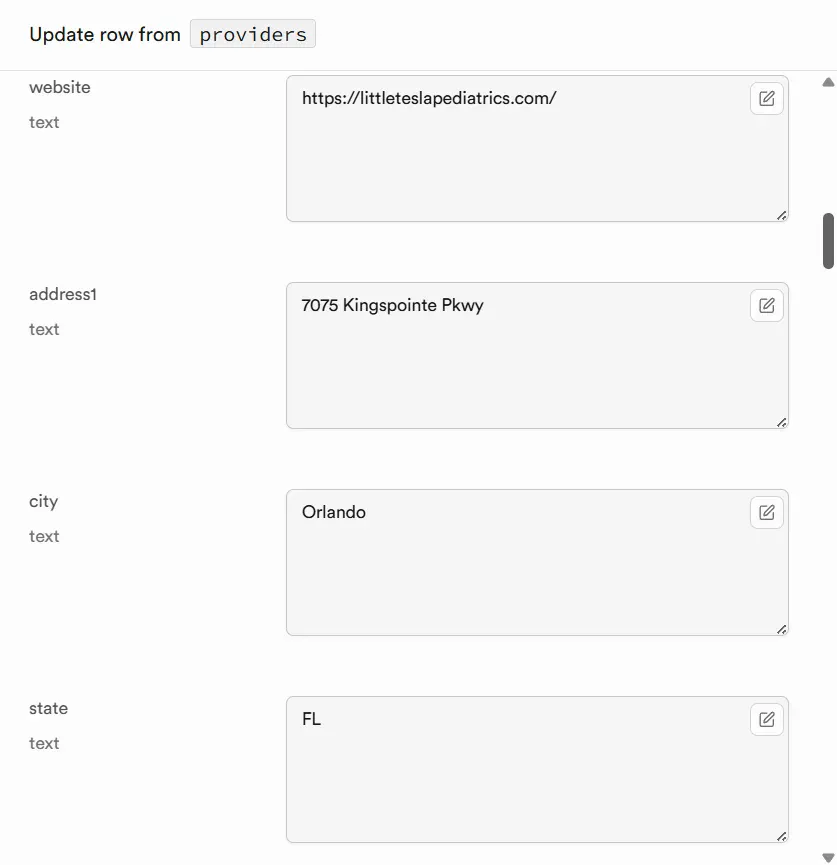 Update row from providers
website
text
https://littleteslapediatrics.com/
address1
text
7075 Kingspointe Pkwy
city
text
Orlando
state
text
FL